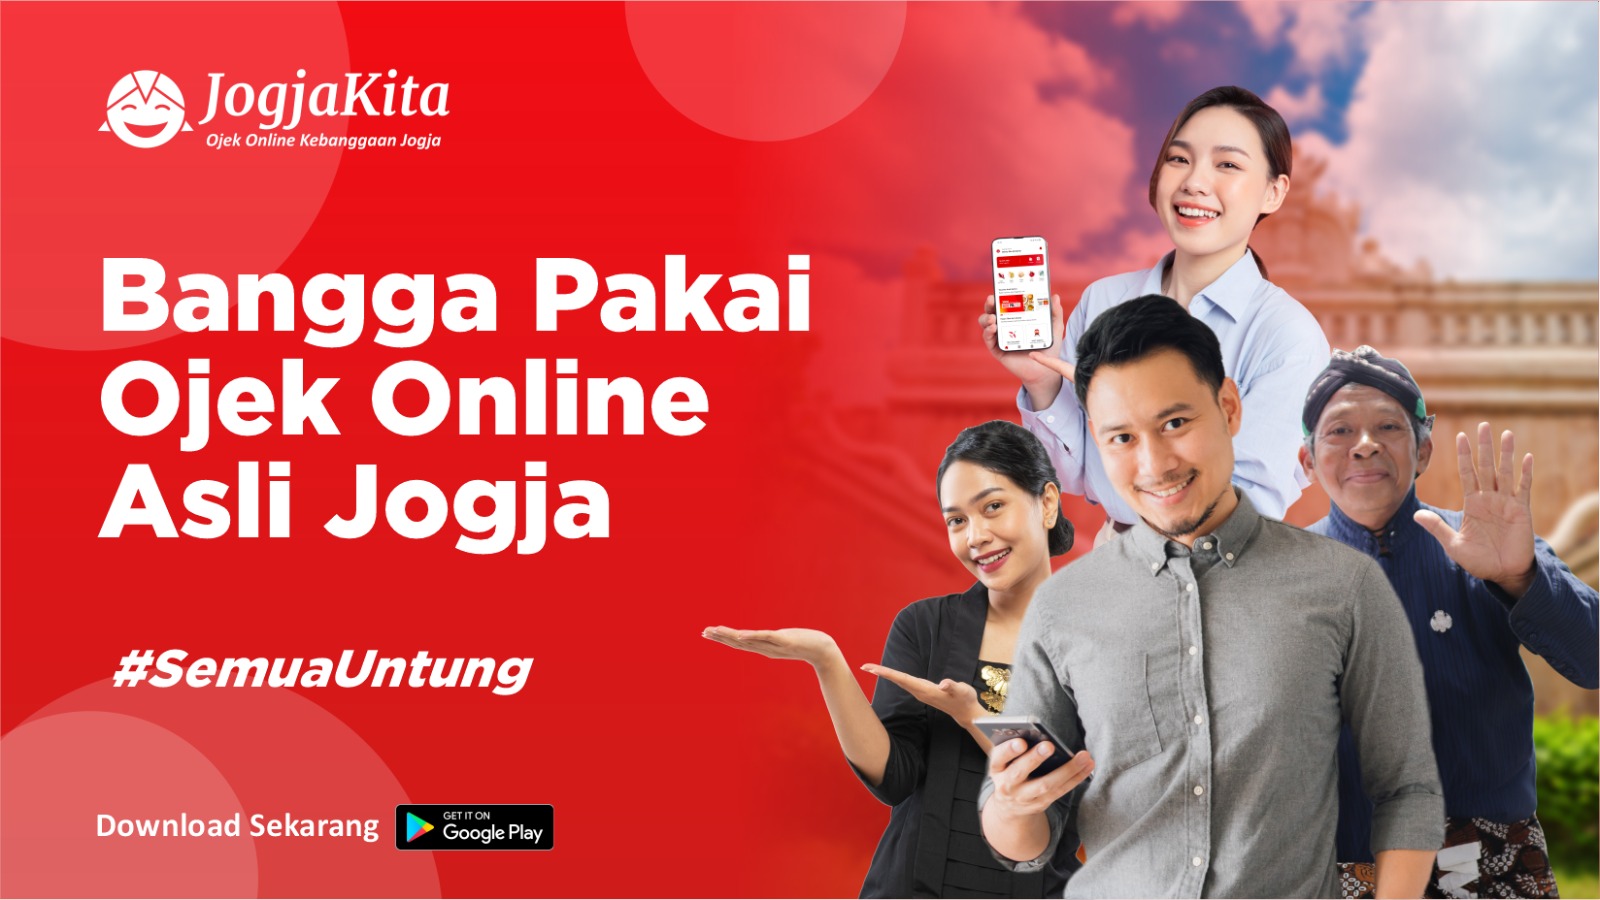 JogjaKita
Ojek Online Kebanggaan Jogja
Bangga Pakai
Ojek Online
Asli Jogja
#SemuaUntung
Download Sekarang
GET IT ON
Google Play